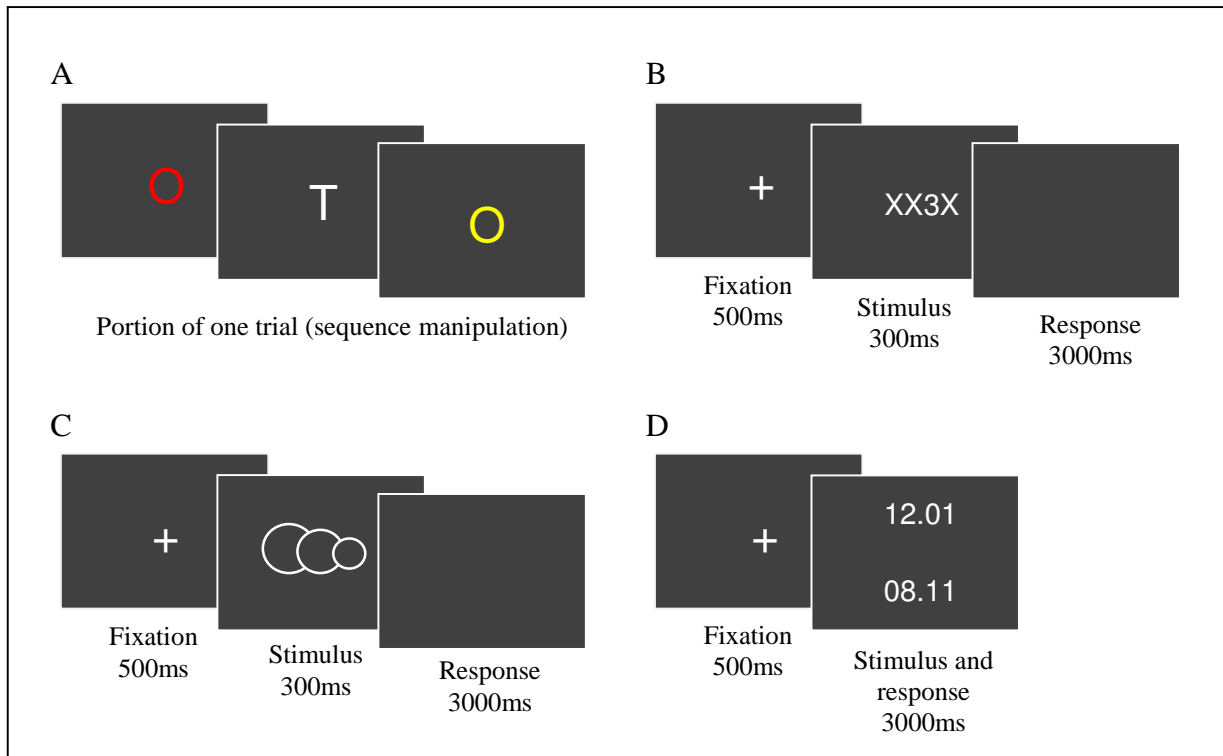 A
O
T
O
Portion of one trial (sequence manipulation)
B
+
XX3X
Fixation
500ms
Stimulus
300ms
Response
3000ms
C
+
Fixation
500ms
Stimulus
300ms
Response
3000ms
D
+
12.01
08.11
Fixation
500ms
Stimulus and
response
3000ms